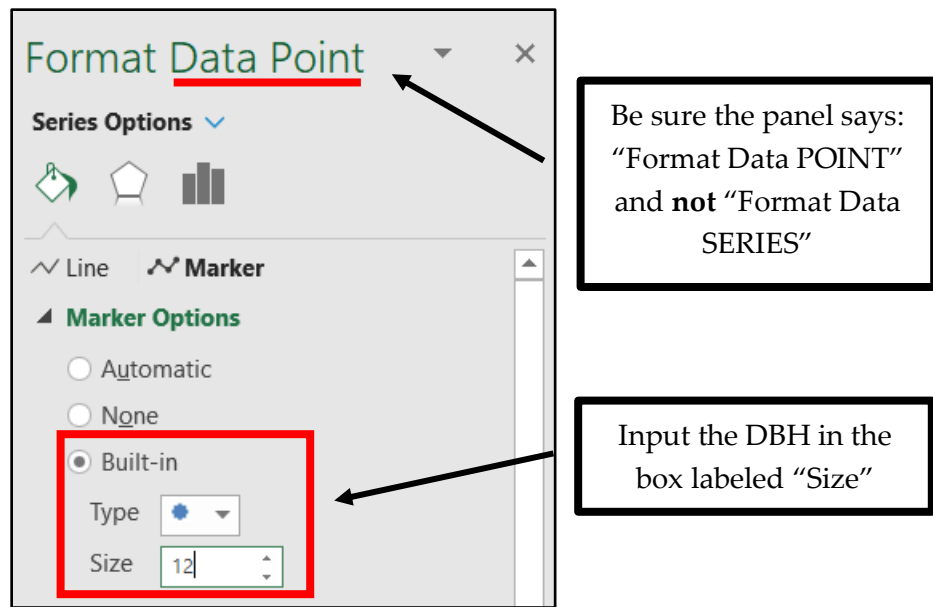 Format Data Point
Series Options
Line Marker
Marker Options
Automatic
None
Built-in
Type
Size 12
Be sure the panel says:
“Format Data POINT”
and not “Format Data
SERIES”
Input the DBH in the
box labeled “Size”